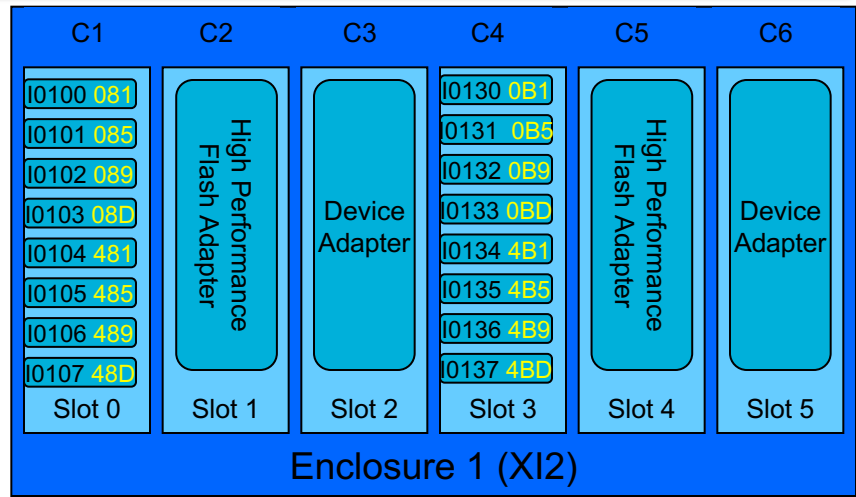 C1 C2 C3 C4 C5 C6
I0100 081
I0101 085
I0102 089
I0103 08D
I0104 481
I0105 485
I0106 489
I0107 48D
Slot 0
High Performance
Flash Adapter
Slot 1
Device
Adapter
Slot 2
I0130 0B1
I0131 0B5
I0132 0B9
I0133 0BD
I0134 4B1
I0135 4B5
I0136 4B9
I0137 4BD
Slot 3
High Performance
Flash Adapter
Slot 4
Device
Adapter
Slot 5
Enclosure 1 (XI2)